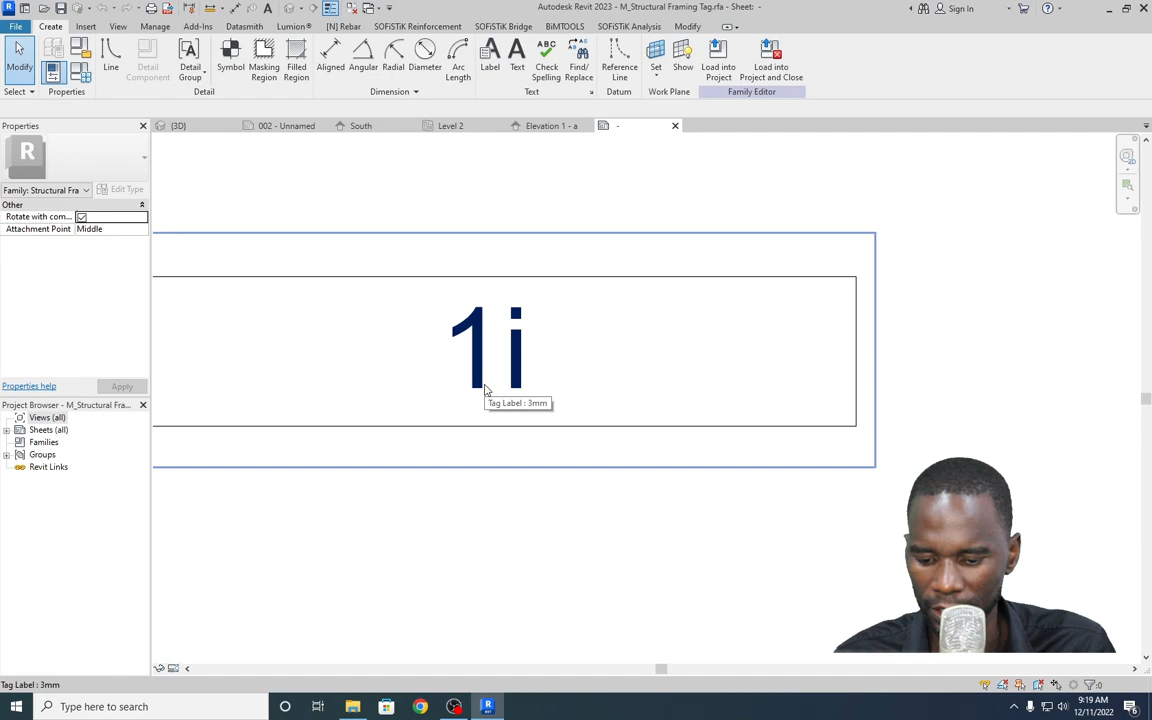 Autodesk Revit 2023 - M_Structural Framing Tag.rfa - Sheet: -
Sign In
File Create Insert View Manage Add-Ins Datasmith Lumion® [N] Rebar SOFiSTiK Reinforcement SOFiSTiK Bridge BiMTOOLS SOFiSTiK Analysis Modify
Modify
Line
Detail Component
Detail Group
Symbol
Masking Region
Filled Region
Aligned
Angular
Radial
Diameter
Arc Length
Label
Text
ABC
Check Spelling
Find/ Replace
Reference Line
Set
Show
Load into Project
Load into Project and Close
Select
Properties
Detail
Dimension
Text
Datum
Work Plane
Family Editor
Properties
{3D}
002 - Unnamed
South
Level 2
Elevation 1 - a
-
R
Family: Structural Fra
Edit Type
Other
Rotate with com...
Attachment Point Middle
1i
Tag Label : 3mm
Properties help
Apply
Project Browser - M_Structural Fra...
Views (all)
Sheets (all)
Families
Groups
Revit Links
Tag Label : 3mm
:0
Type here to search
9:19 AM
12/11/2022
6